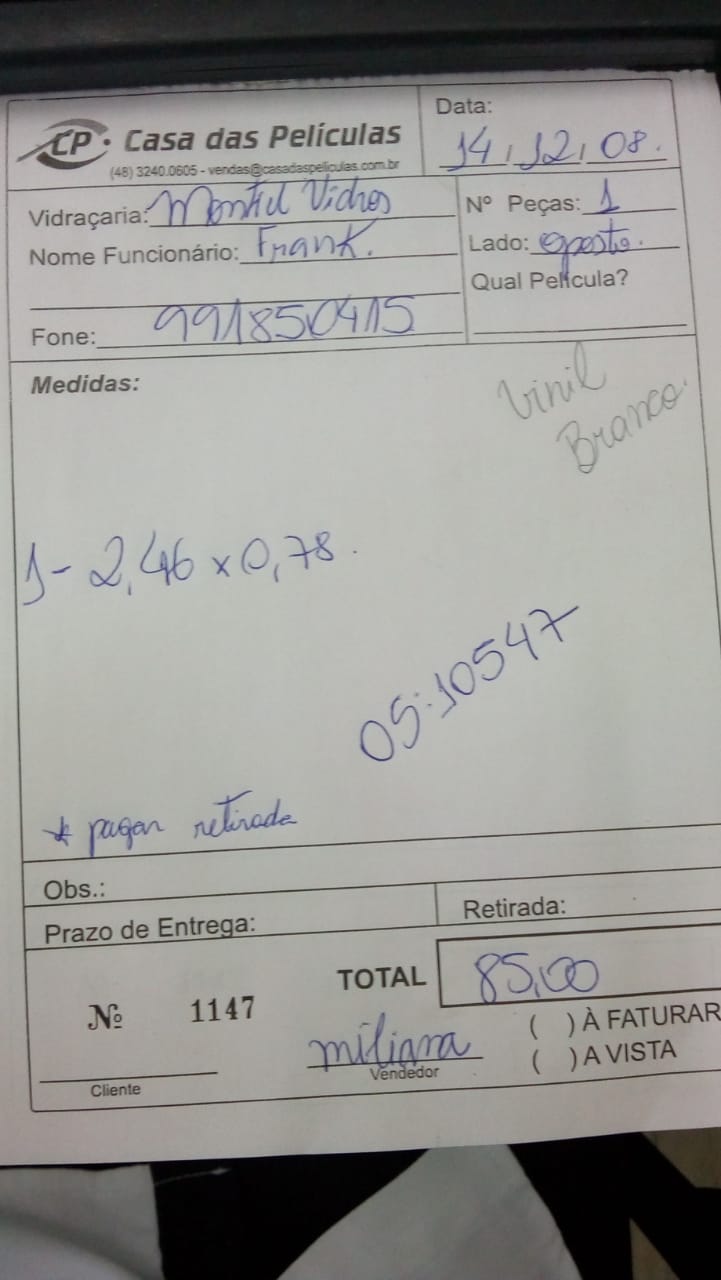 CP. Casa das Películas
(48) 3240.0605 - vendas@casadaspeliculas.com.br
Data:
14, 12, 08.
Vidraçaria: Montiel Vidros
Nº Peças: 1
Nome Funcionário: Frank.
Lado: oposto.
Qual Película?
Fone: 991850415
Medidas:
Vinil
Branco.
1- 2,46 x 0,78.
OS: 10547
* pagar retirada
Obs.:
Prazo de Entrega:
Retirada:
TOTAL 85,00
Nº 1147
( ) À FATURAR
miliana
( ) A VISTA
Cliente
Vendedor